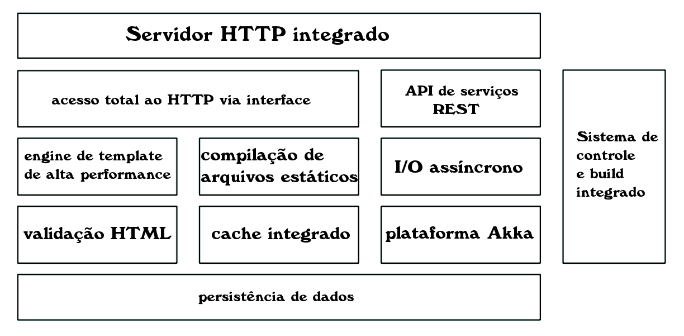 Servidor HTTP integrado
acesso total ao HTTP via interface
API de serviços
REST
engine de template
de alta performance
compilação de
arquivos estáticos
I/O assíncrono
Sistema de
controle
e build
integrado
validação HTML
cache integrado
plataforma Akka
persistência de dados